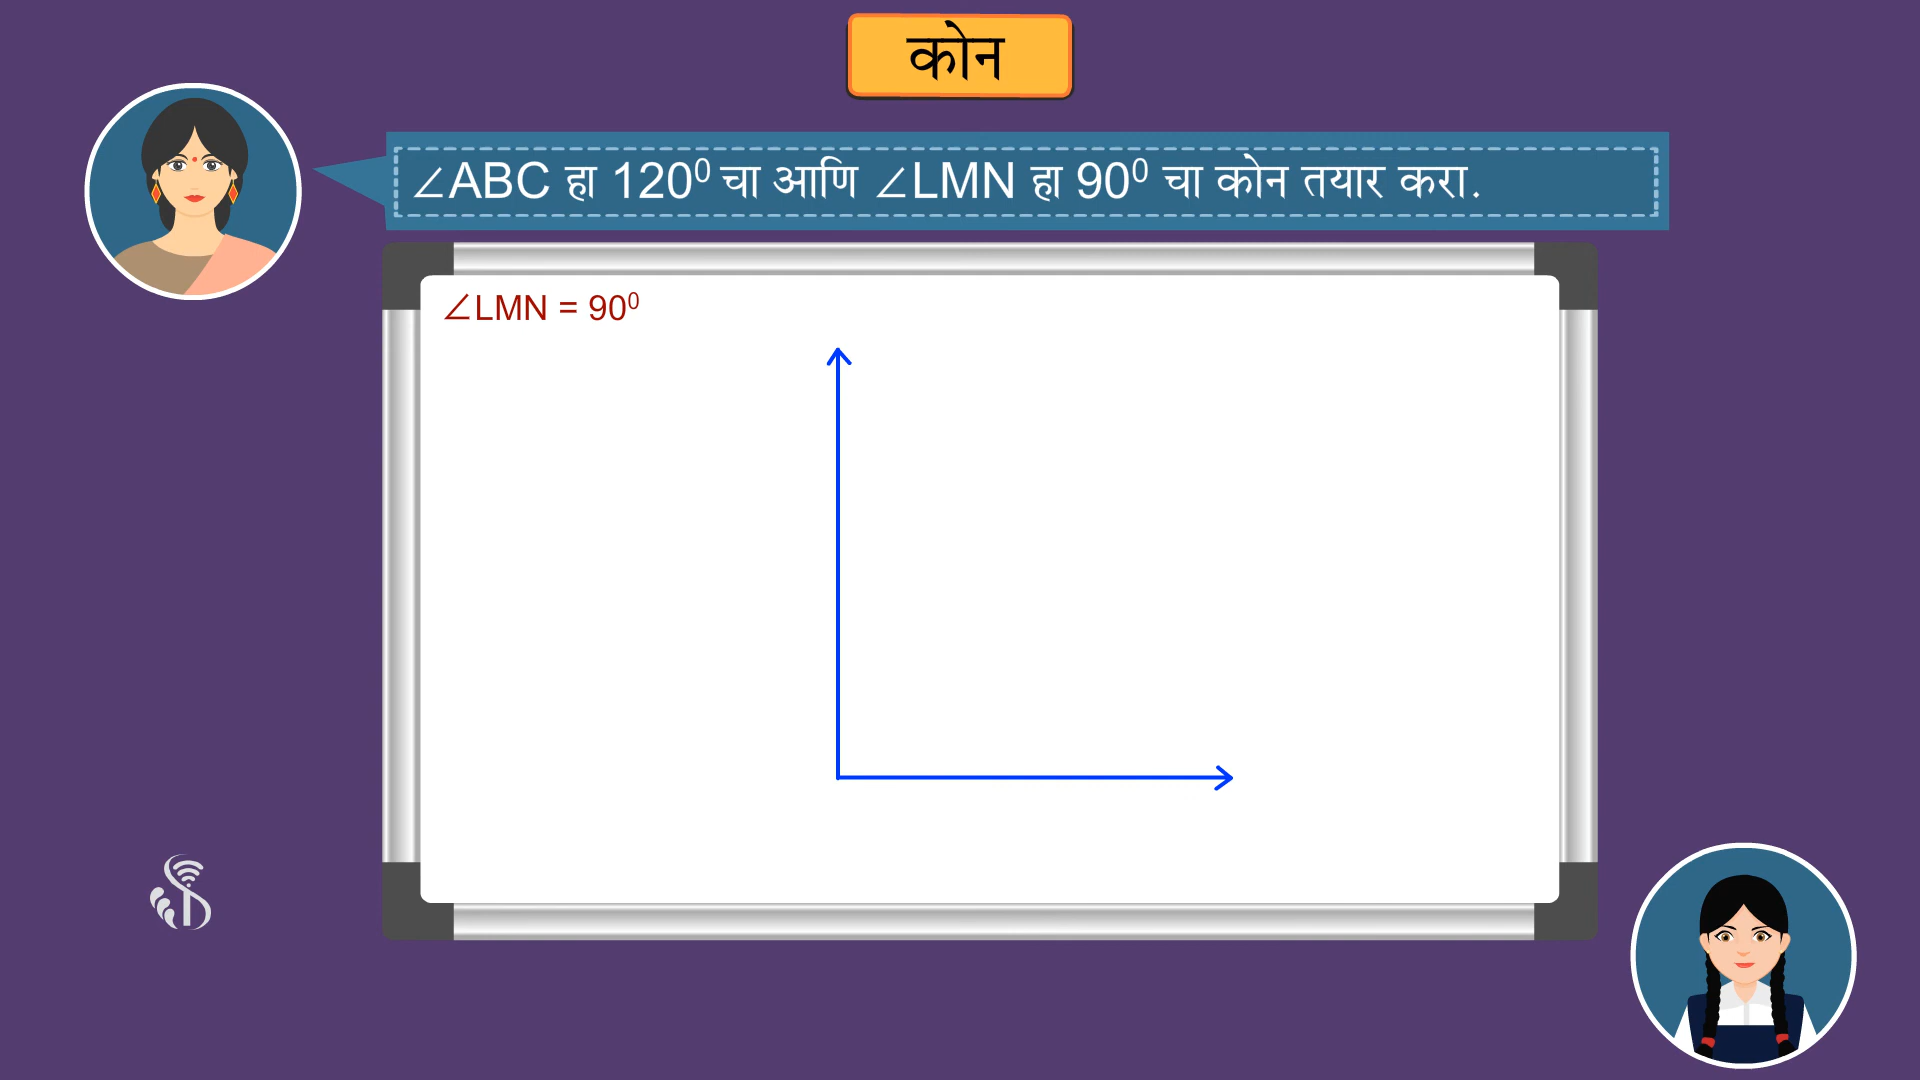 कोन
∠ABC हा 120⁰ चा आणि ∠LMN हा 90⁰ चा कोन तयार करा.
∠LMN = 90⁰